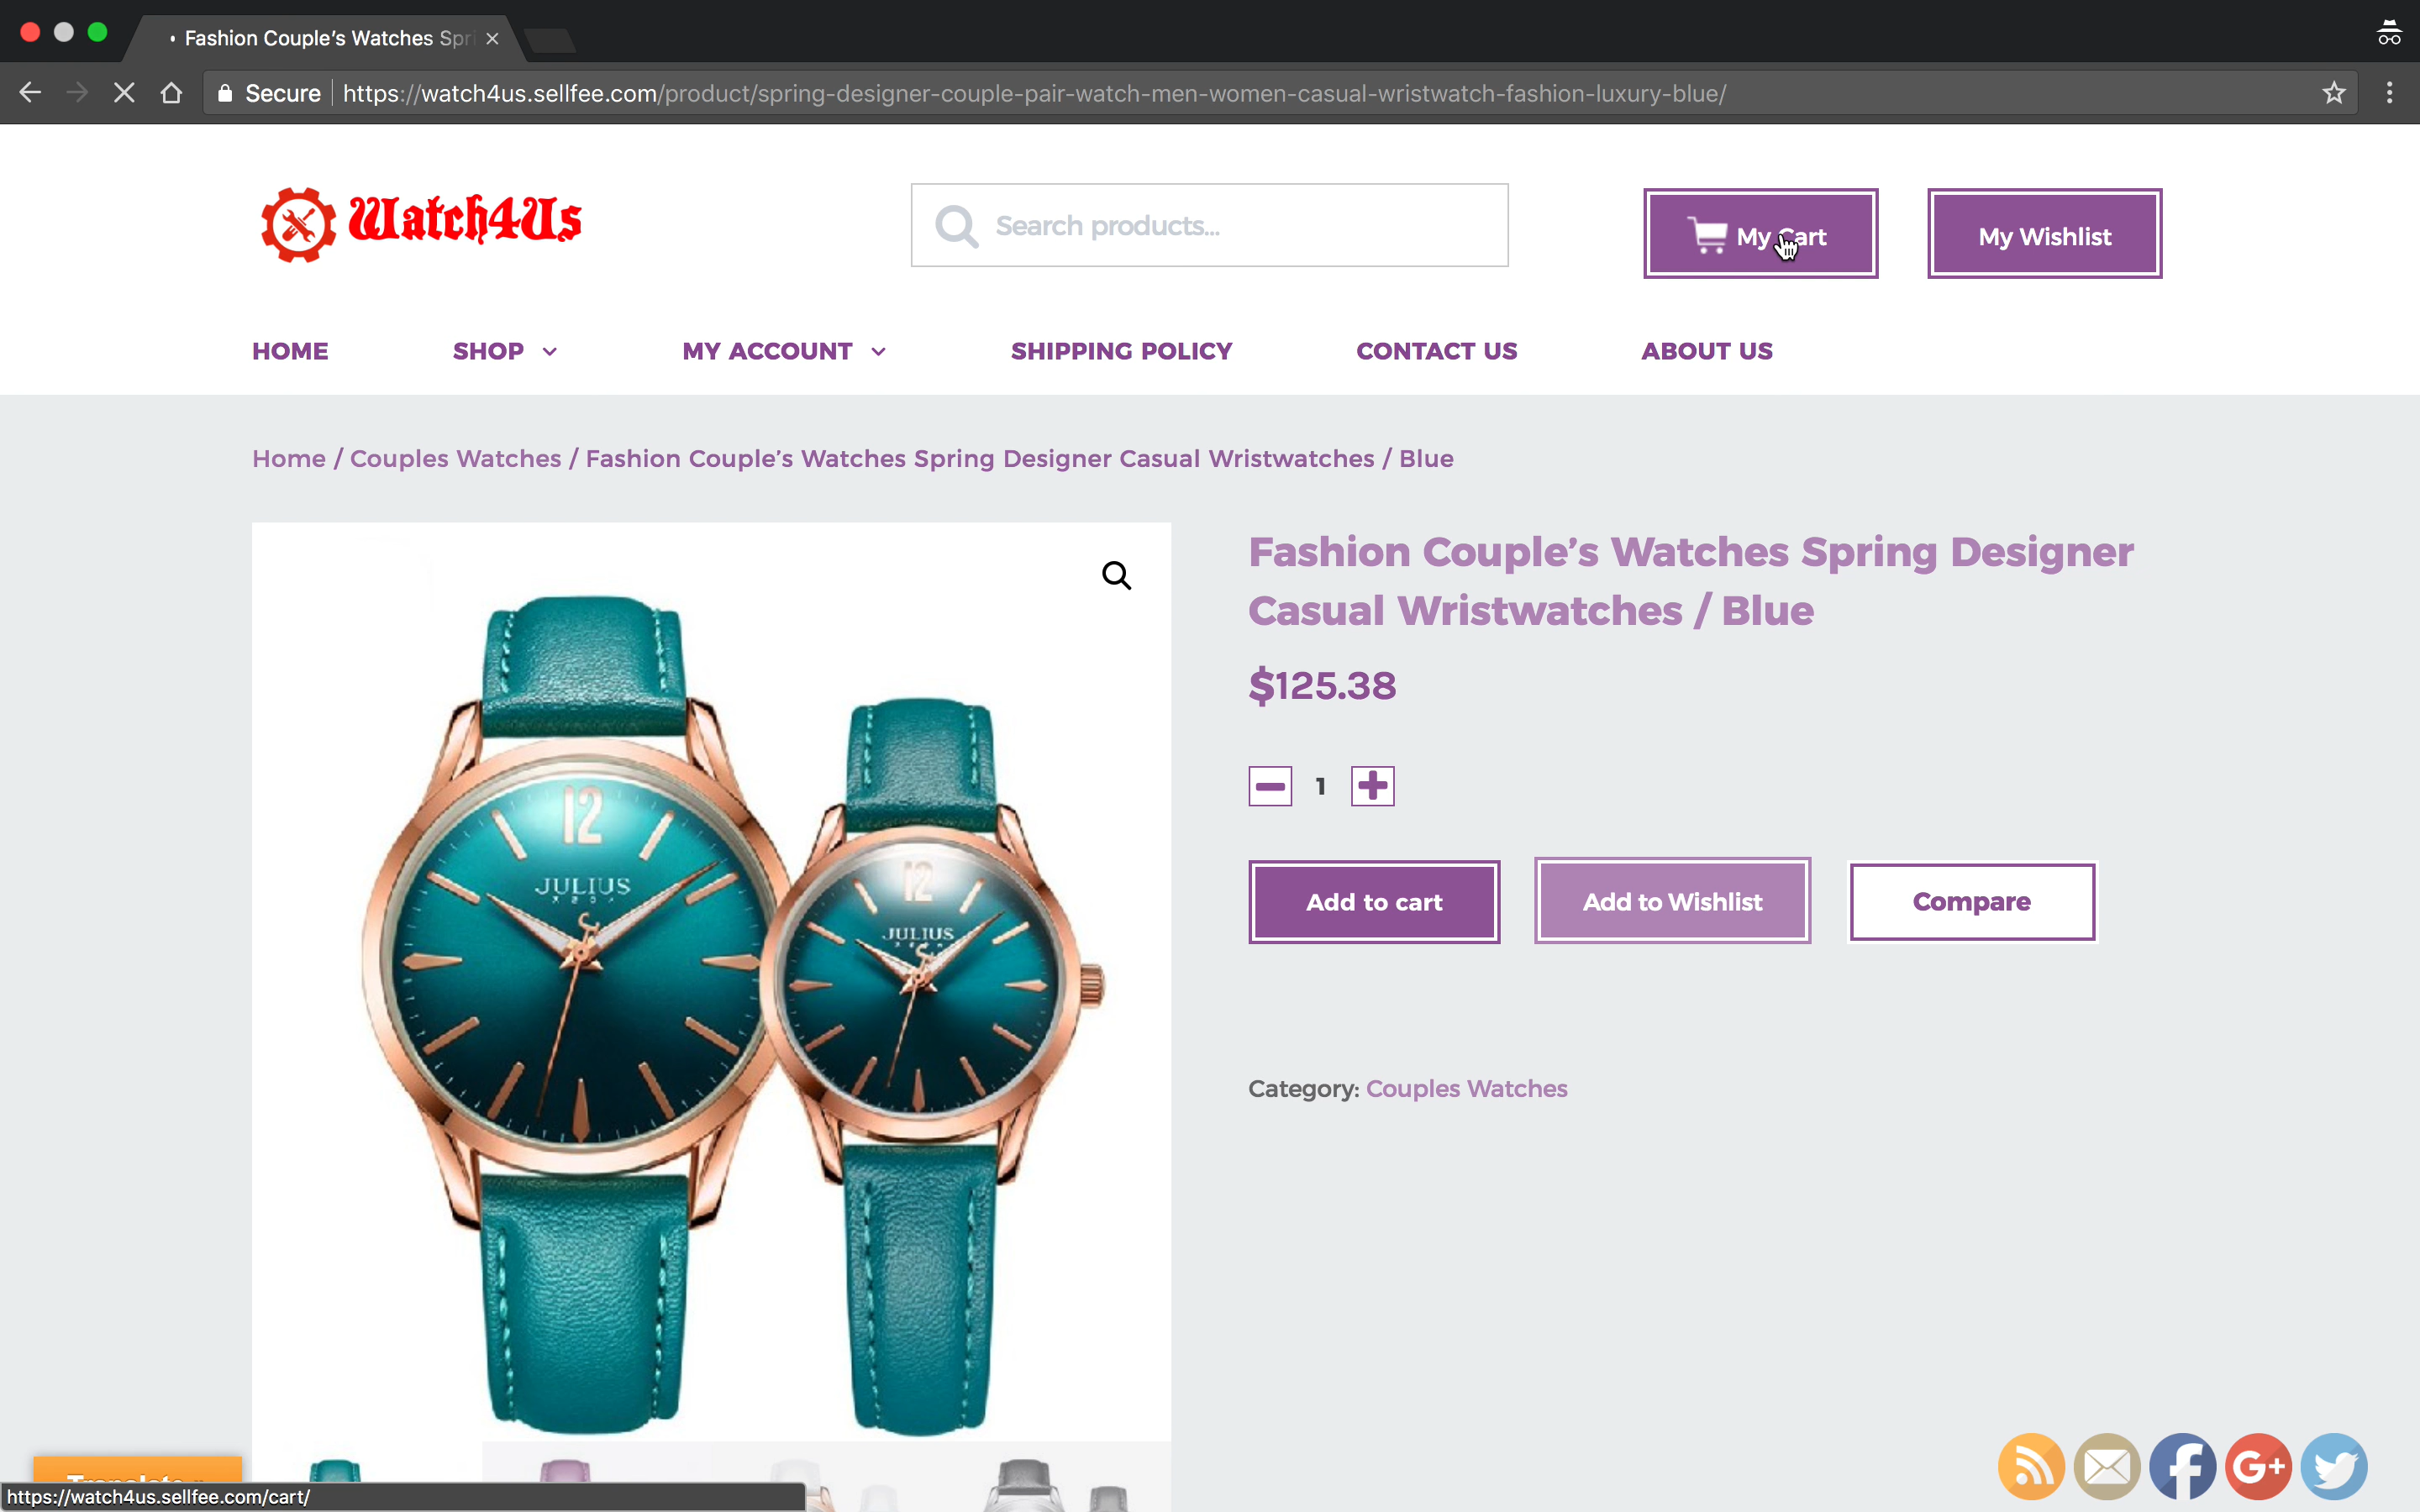 Fashion Couple's Watches Spri
Secure
https://watch4us.sellfee.com/product/spring-designer-couple-pair-watch-men-women-casual-wristwatch-fashion-luxury-blue/
Watch4Us
Search products...
My Cart
My Wishlist
HOME
SHOP
MY ACCOUNT
SHIPPING POLICY
CONTACT US
ABOUT US
Home / Couples Watches / Fashion Couple's Watches Spring Designer Casual Wristwatches / Blue
Fashion Couple's Watches Spring Designer
Casual Wristwatches / Blue
$125.38
1
Add to cart
Add to Wishlist
Compare
Category: Couples Watches
12
JULIUS
12
JULIUS
G+
https://watch4us.sellfee.com/cart/